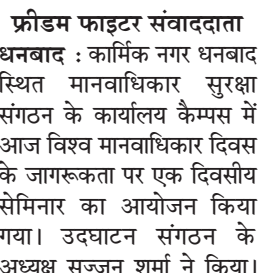 फ्रीडम फाइटर संवाददाता
धनबाद : कार्मिक नगर धनबाद
स्थित मानवाधिकार सुरक्षा
संगठन के कार्यालय कैम्पस में
आज विश्व मानवाधिकार दिवस
के जागरूकता पर एक दिवसीय
सेमिनार का आयोजन किया
गया। उदघाटन संगठन के
अध्यक्ष सज्जन शर्मा ने किया।